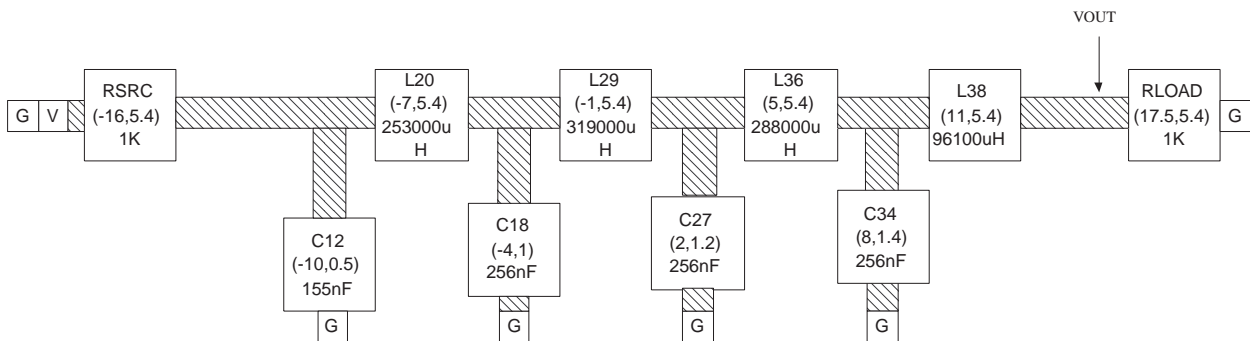 VOUT
G V
RSRC
(-16,5.4)
1K
L20
(-7,5.4)
253000u
H
L29
(-1,5.4)
319000u
H
L36
(5,5.4)
288000u
H
L38
(11,5.4)
96100uH
RLOAD
(17.5,5.4)
1K
G
C12
(-10,0.5)
155nF
G
C18
(-4,1)
256nF
G
C27
(2,1.2)
256nF
G
C34
(8,1.4)
256nF
G